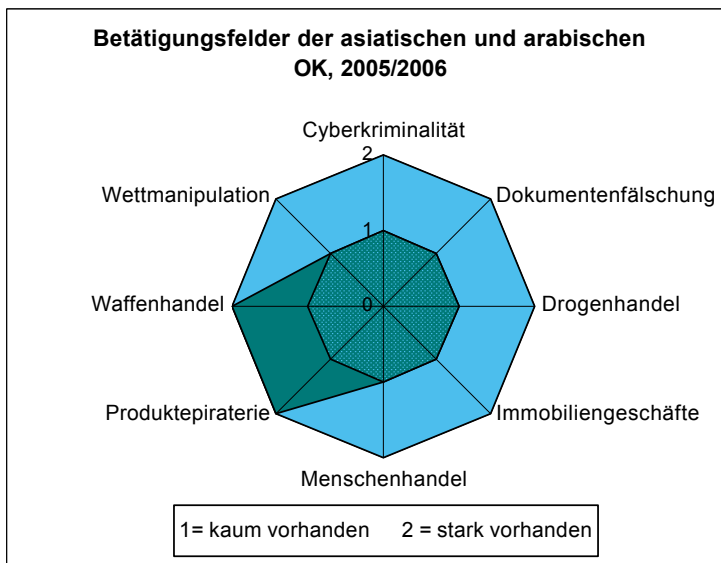 Betätigungsfelder der asiatischen und arabischen
OK, 2005/2006
Cyberkriminalität
2
Wettmanipulation
Dokumentenfälschung
1
Waffenhandel
0
Drogenhandel
Produktepiraterie
Immobiliengeschäfte
Menschenhandel
1= kaum vorhanden 2 = stark vorhanden